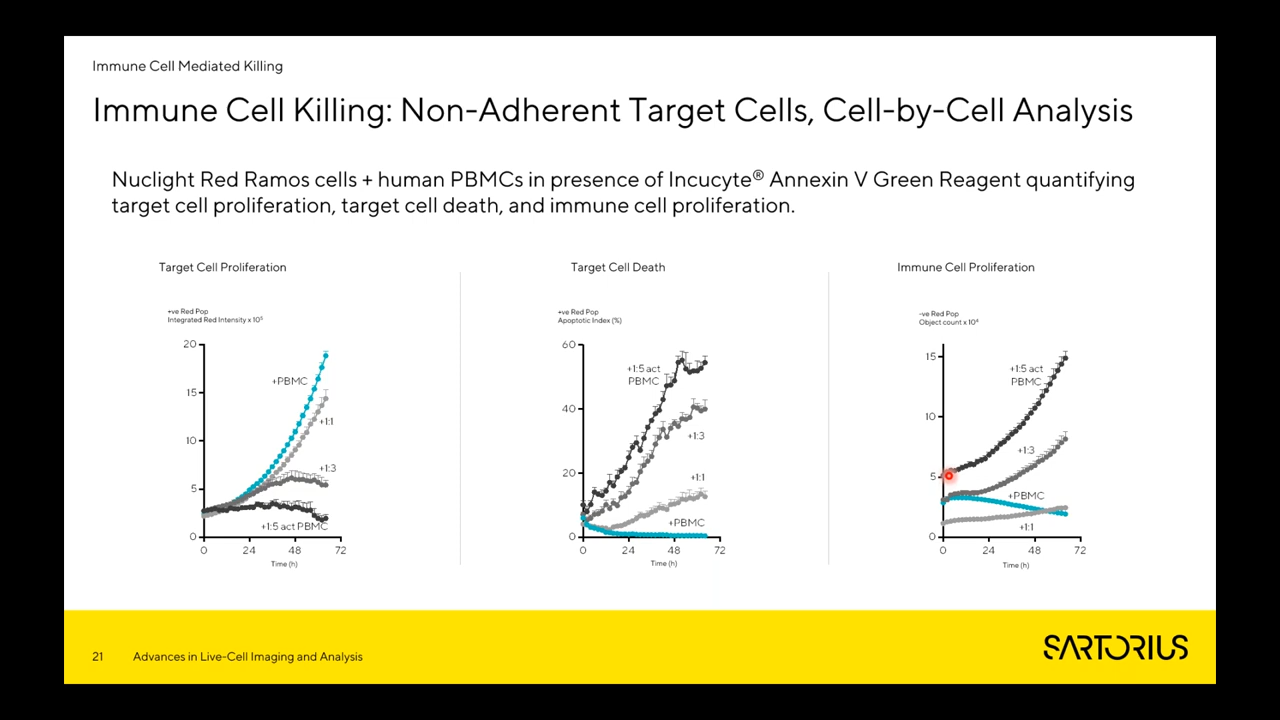 Immune Cell Mediated Killing
Immune Cell Killing: Non-Adherent Target Cells, Cell-by-Cell Analysis
Nuclight Red Ramos cells + human PBMCs in presence of Incucyte® Annexin V Green Reagent quantifying
target cell proliferation, target cell death, and immune cell proliferation.
Target Cell Proliferation
+ve Red Pop
Integrated Red Intensity x 10⁵
20
15
10
5
0
+PBMC
+1:1
+1:3
+1:5 act PBMC
0 24 48 72
Time (h)
Target Cell Death
+ve Red Pop
Apoptotic Index (%)
60
40
20
0
+1:5 act
PBMC
+1:3
+1:1
+PBMC
0 24 48 72
Time (h)
Immune Cell Proliferation
-ve Red Pop
Object count x 10⁴
15
10
5
0
+1:5 act
PBMC
+1:3
+PBMC
+1:1
0 24 48 72
Time (h)
21 Advances in Live-Cell Imaging and Analysis
SARTORIUS